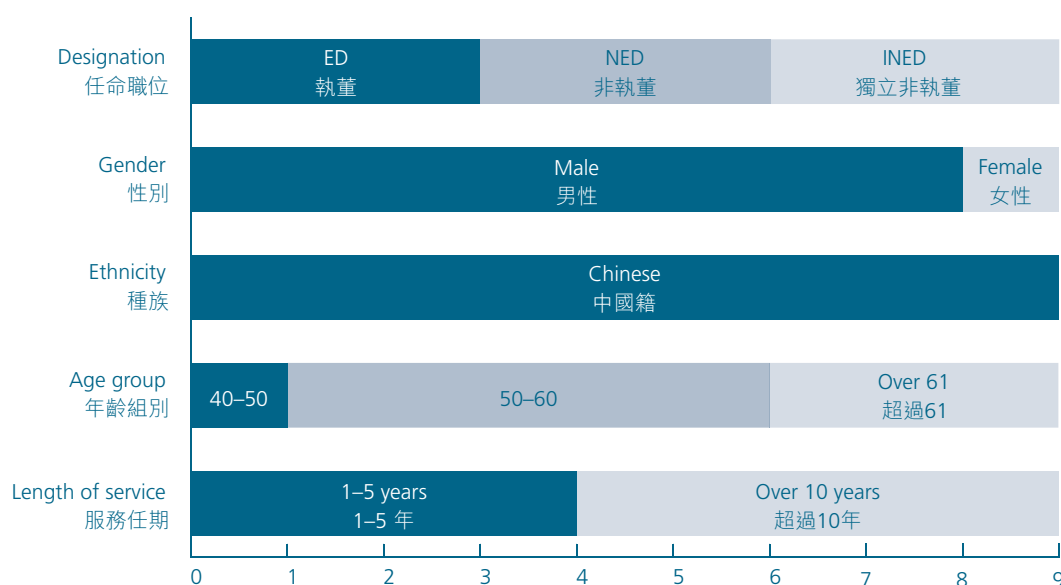 Designation
任命職位
ED
執董
NED
非執董
INED
獨立非執董
Gender
性別
Male
男性
Female
女性
Ethnicity
種族
Chinese
中國籍
Age group
年齡組別
40–50
50–60
Over 61
超過61
Length of service
服務任期
1–5 years
1–5 年
Over 10 years
超過10年
0 1 2 3 4 5 6 7 8 9